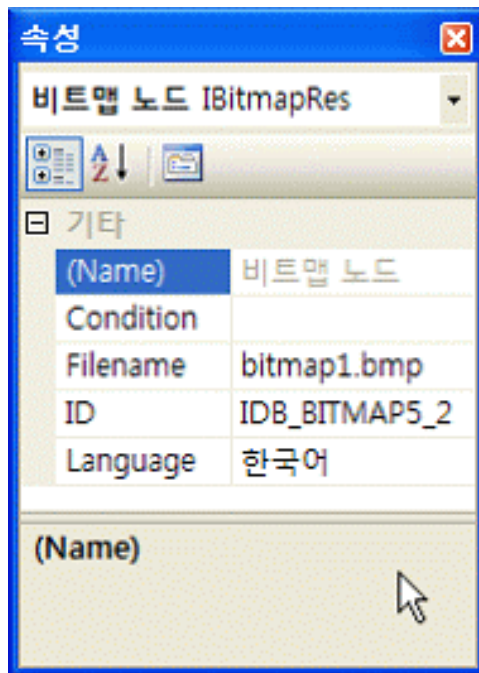 속성
비트맵 노드 IBitmapRes
기타
(Name) 비트맵 노드
Condition
Filename bitmap1.bmp
ID IDB_BITMAP5_2
Language 한국어
(Name)